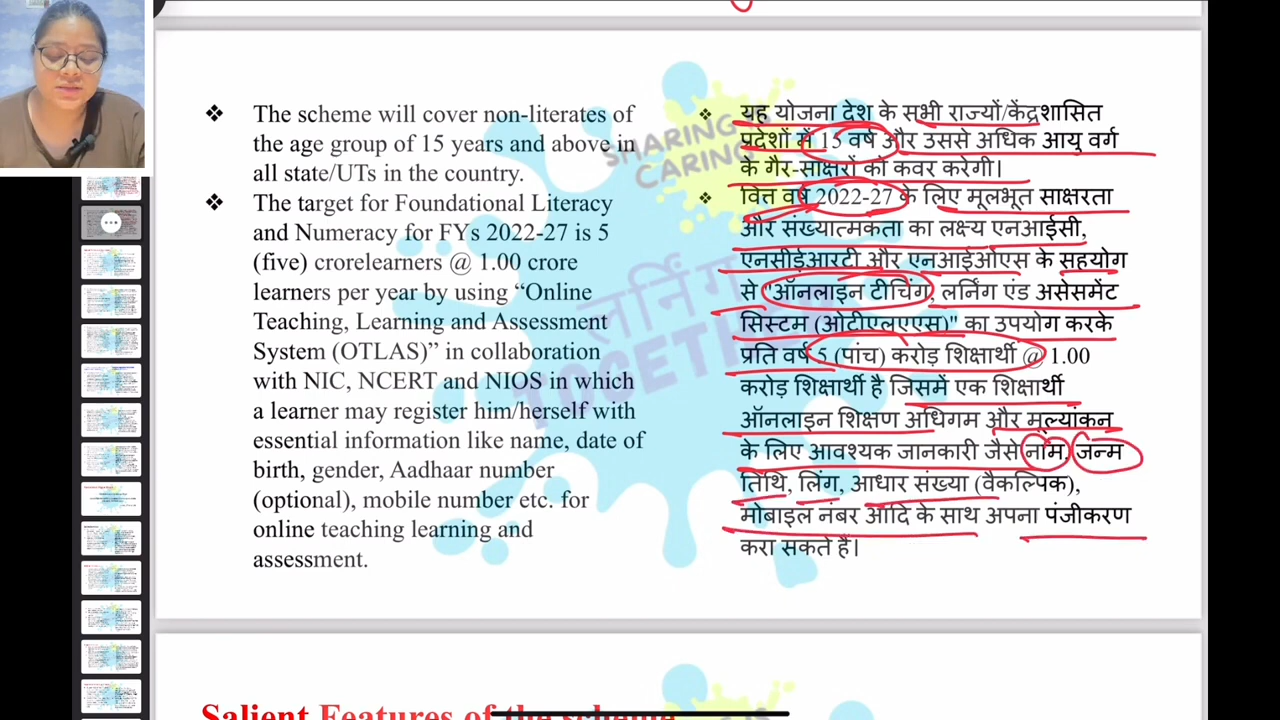 The scheme will cover non-literates of
the age group of 15 years and above in
all state/UTs in the country.
The target for Foundational Literacy
and Numeracy for FYs 2022-27 is 5
(five) crorelearners @ 1.00 crore
learners per year by using “Online
Teaching, Learning and Assessment
System (OTLAS)” in collaboration
with NIC, NCERT and NIOS in which
a learner may register him/herself with
essential information like name, date of
birth, gender, Aadhaar number
(optional), mobile number etc. for
online teaching learning and
assessment.
यह योजना देश के सभी राज्यों/केंद्रशासित
प्रदेशों में 15 वर्ष और उससे अधिक आयु वर्ग
के गैर-साक्षरों को कवर करेगी।
वित्त वर्ष 2022-27 के लिए मूलभूत साक्षरता
और संख्यात्मकता का लक्ष्य एनआईसी,
एनसीईआरटी और एनआईओएस के सहयोग
से "ऑनलाइन टीचिंग, लर्निंग एंड असेसमेंट
सिस्टम (ओटीएलएएस)" का उपयोग करके
प्रति वर्ष 5 (पांच) करोड़ शिक्षार्थी @ 1.00
करोड़ शिक्षार्थी है जिसमें एक शिक्षार्थी
ऑनलाइन शिक्षण अधिगम और मूल्यांकन
के लिए आवश्यक जानकारी जैसे नाम, जन्म
तिथि, लिंग, आधार संख्या (वैकल्पिक),
मोबाइल नंबर आदि के साथ अपना पंजीकरण
करा सकते हैं।
SHARING
CARING
Salient Features of the scheme